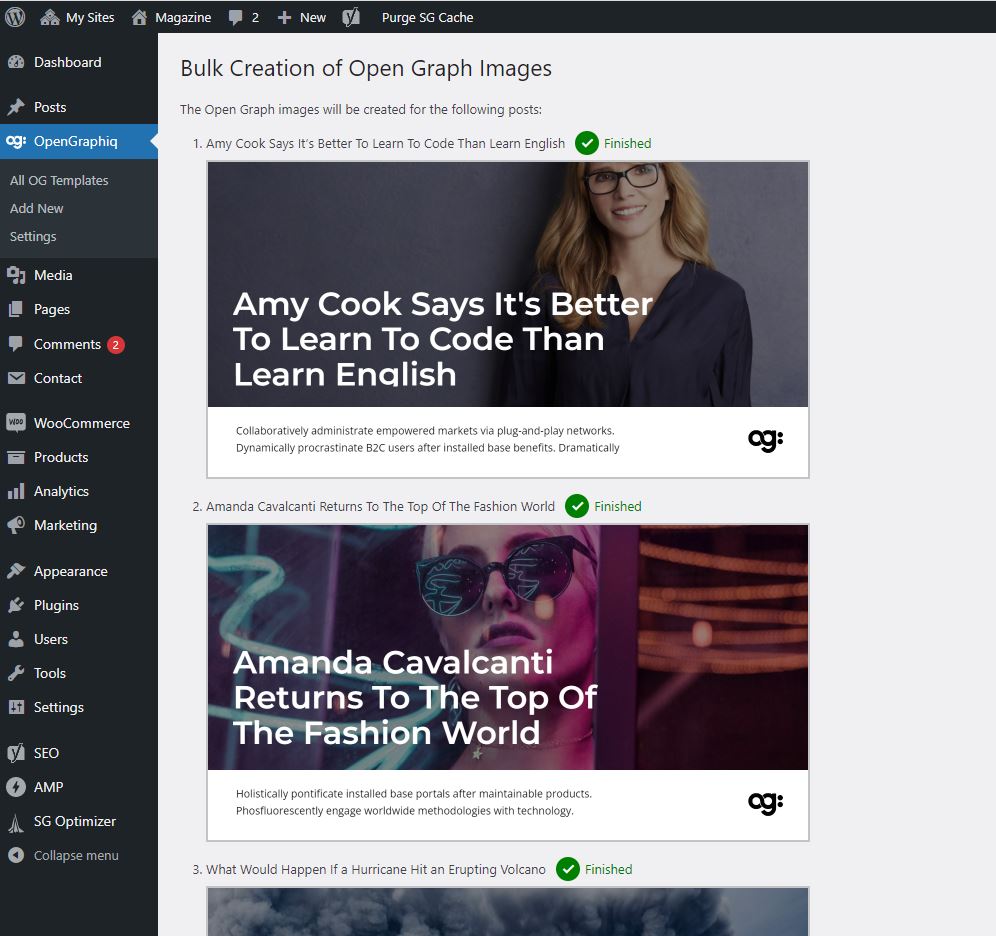 My Sites
Magazine
2
New
Purge SG Cache
Dashboard
Posts
og: OpenGraphiq
All OG Templates
Add New
Settings
Media
Pages
Comments 2
Contact
Woo WooCommerce
Products
Analytics
Marketing
Appearance
Plugins
Users
Tools
Settings
SEO
AMP
SG Optimizer
Collapse menu
Bulk Creation of Open Graph Images
The Open Graph images will be created for the following posts:
1. Amy Cook Says It's Better To Learn To Code Than Learn English Finished
Amy Cook Says It's Better
To Learn To Code Than
Learn English
Collaboratively administrate empowered markets via plug-and-play networks.
Dynamically procrastinate B2C users after installed base benefits. Dramatically
og:
2. Amanda Cavalcanti Returns To The Top Of The Fashion World Finished
Amanda Cavalcanti
Returns To The Top Of
The Fashion World
Holistically pontificate installed base portals after maintainable products.
Phosfluorescently engage worldwide methodologies with technology.
og:
3. What Would Happen If a Hurricane Hit an Erupting Volcano Finished